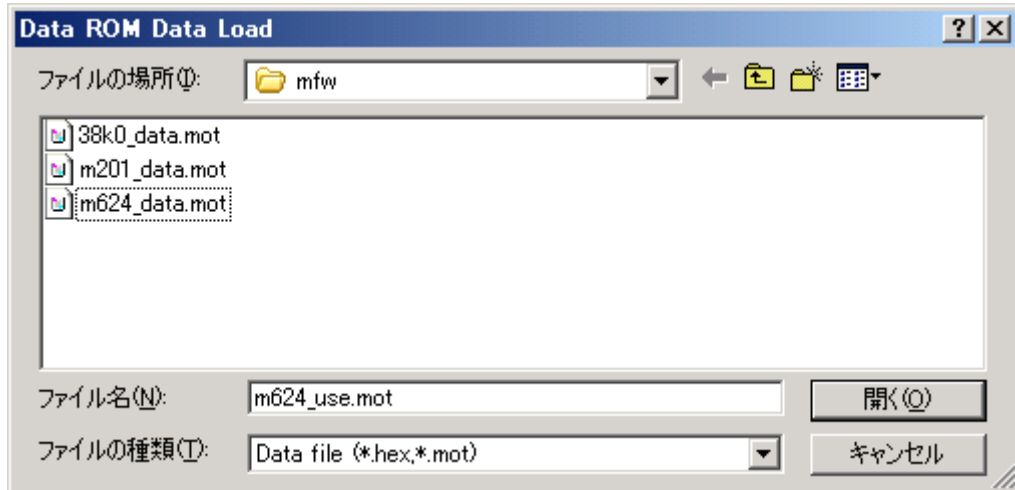 Data ROM Data Load
ファイルの場所(I):
mfw
38k0_data.mot
m201_data.mot
m624_data.mot
ファイル名(N):
m624_use.mot
開く(O)
ファイルの種類(T):
Data file (*.hex,*.mot)
キャンセル